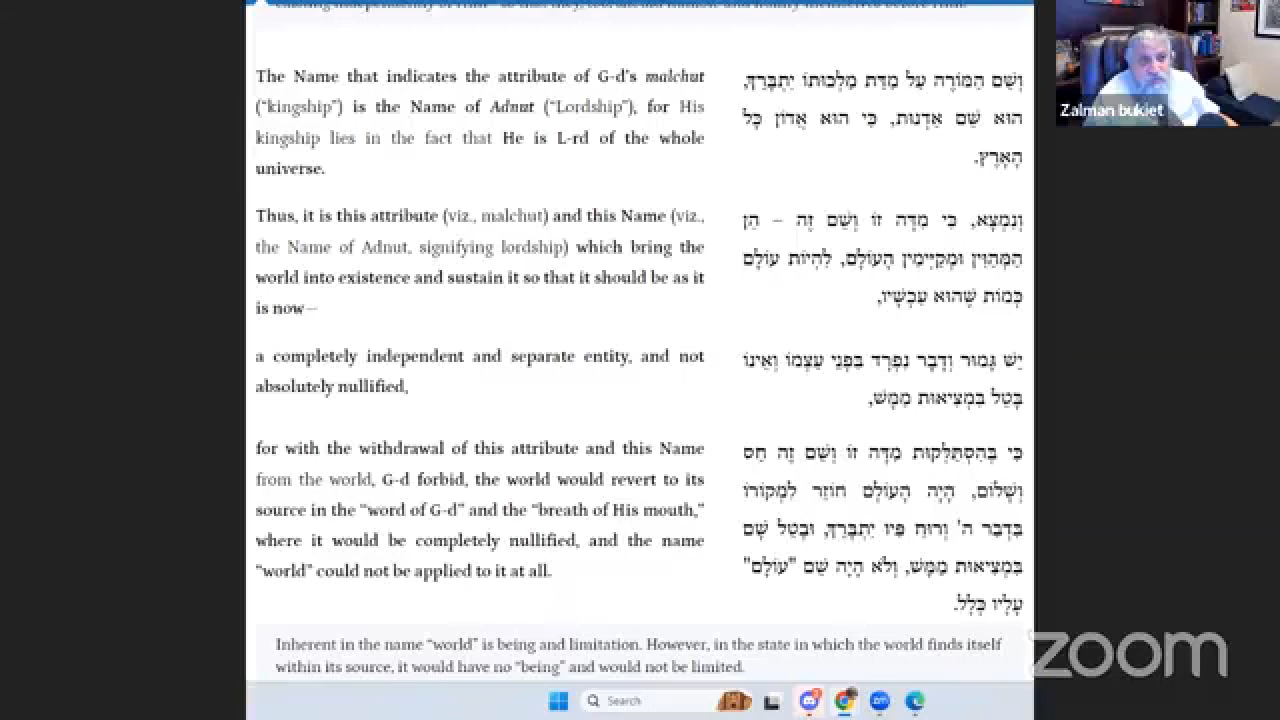 The Name that indicates the attribute of G-d's malchut
("kingship") is the Name of Adnut ("Lordship"), for His
kingship lies in the fact that He is L-rd of the whole
universe.
וְשֵׁם הַמּוֹרֶה עַל מִדַּת מַלְכוּתוֹ יִתְבָּרֵךְ,
הוּא שֵׁם אַדְנוּת, כִּי הוּא אֲדוֹן כָּל
הָאָרֶץ.
Thus, it is this attribute (viz., malchut) and this Name (viz.,
the Name of Adnut, signifying lordship) which bring the
world into existence and sustain it so that it should be as it
is now—
וְנִמְצָא, כִּי מִדָּה זוֹ וְשֵׁם זֶה – הֵן
הַמְהַוִּין וּמְקַיְּימִין הָעוֹלָם, לִהְיוֹת עוֹלָם
כְּמוֹת שֶׁהוּא עַכְשָׁיו,
a completely independent and separate entity, and not
absolutely nullified,
יֵשׁ גָּמוּר וְדָבָר נִפְרָד בִּפְנֵי עַצְמוֹ וְאֵינוֹ
בָּטֵל בִּמְצִיאוּת מַמָּשׁ,
for with the withdrawal of this attribute and this Name
from the world, G-d forbid, the world would revert to its
source in the "word of G-d" and the "breath of His mouth,"
where it would be completely nullified, and the name
"world" could not be applied to it at all.
כִּי בְּהִסְתַּלְּקוּת מִדָּה זוֹ וְשֵׁם זֶה חַס
וְשָׁלוֹם, הָיָה הָעוֹלָם חוֹזֵר לִמְקוֹרוֹ
בִּדְבַר ה' וְרוּחַ פִּיו יִתְבָּרֵךְ, וּבָטֵל שָׁם
בִּמְצִיאוּת מַמָּשׁ, וְלֹא הָיָה שֵׁם "עוֹלָם"
עָלָיו כְּלָל.
Inherent in the name "world" is being and limitation. However, in the state in which the world finds itself
within its source, it would have no "being" and would not be limited.
Zalman bukiet
zoom
Search